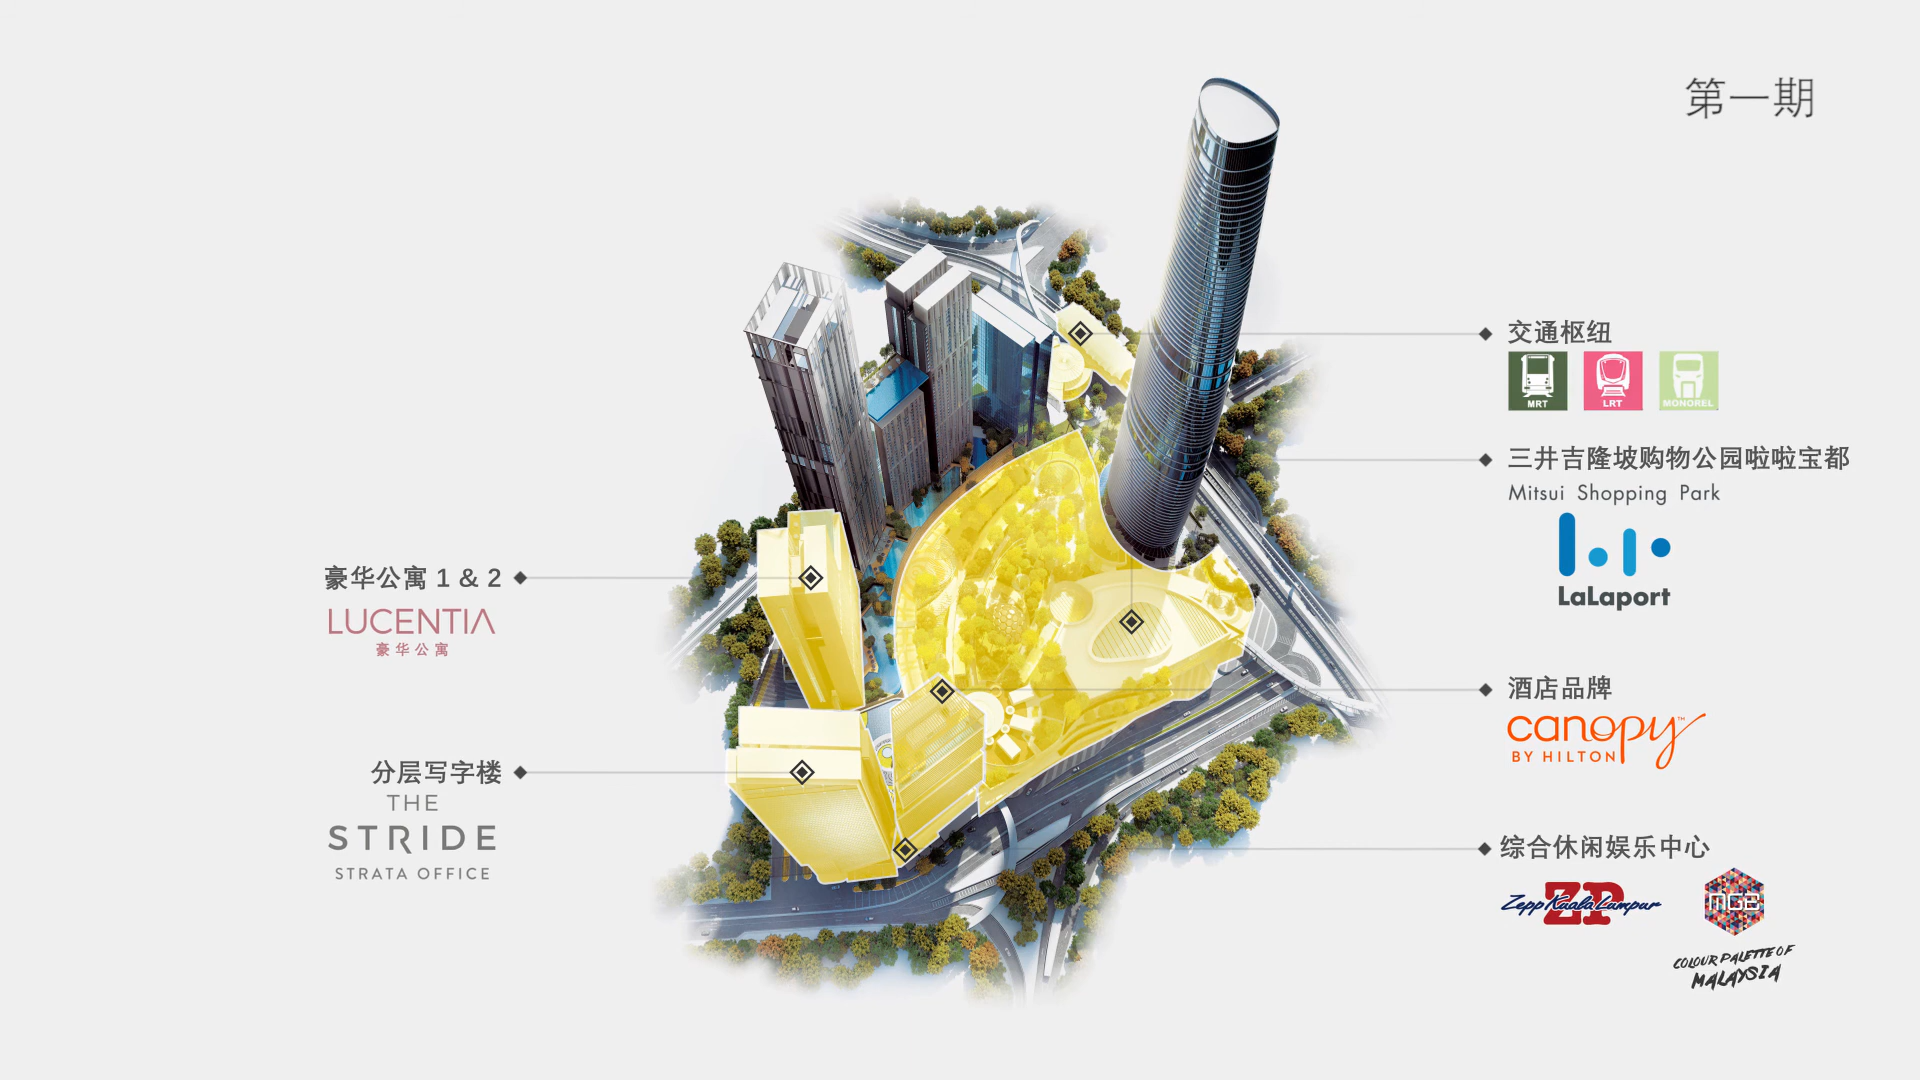 第一期
交通枢纽
MRT LRT MONOREL
三井吉隆坡购物公园啦啦宝都
Mitsui Shopping Park
LaLaport
豪华公寓 1 & 2
LUCENTIA
豪华公寓
酒店品牌
canopy™
BY HILTON
分层写字楼
THE
STRIDE
STRATA OFFICE
综合休闲娱乐中心
ZP
Zepp Kuala Lumpur
MGB
COLOUR PALETTE OF
MALAYSIA